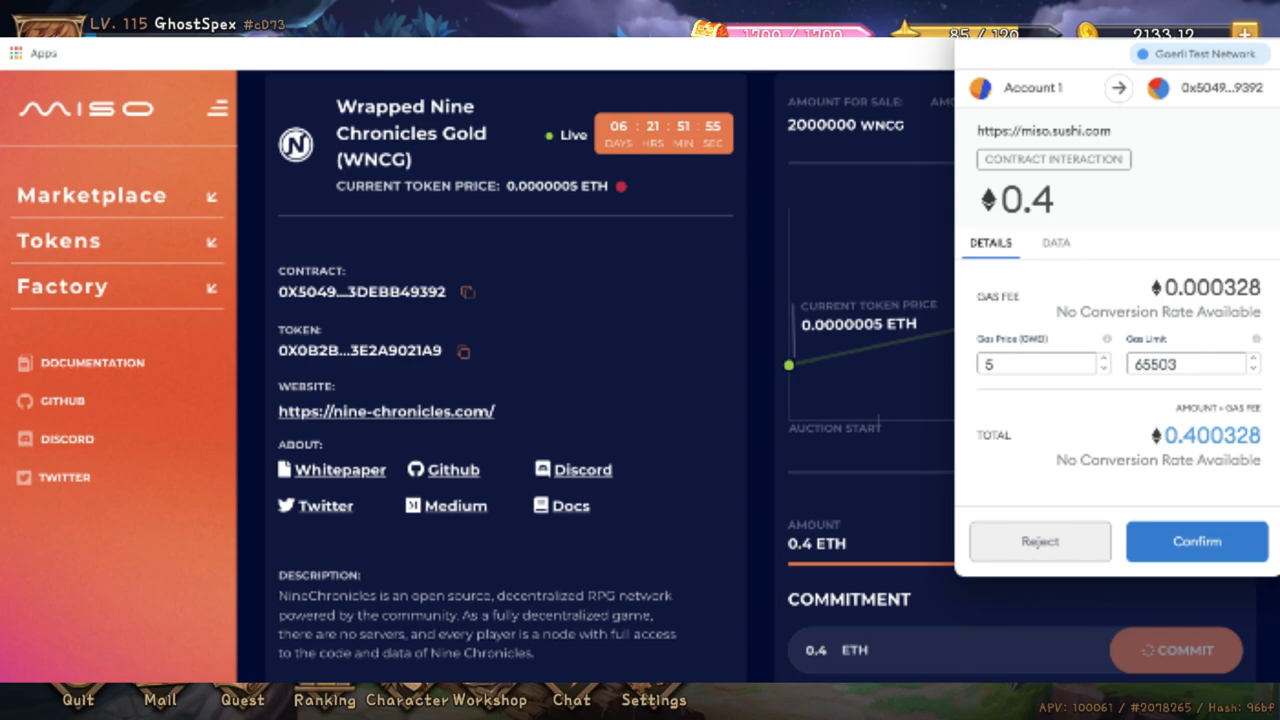 LV. 115 GhostSpex #cD73
1200 / 1200
85 / 120
2133.12
Apps
MISO
Marketplace
Tokens
Factory
DOCUMENTATION
GITHUB
DISCORD
TWITTER
Wrapped Nine
Chronicles Gold
(WNCG)
Live
06 : 21 : 51 : 55
DAYS HRS MIN SEC
CURRENT TOKEN PRICE: 0.0000005 ETH
CONTRACT:
0X5049...3DEBB49392
TOKEN:
0X0B2B...3E2A9021A9
WEBSITE:
https://nine-chronicles.com/
ABOUT:
Whitepaper Github Discord
Twitter Medium Docs
DESCRIPTION:
NineChronicles is an open source, decentralized RPG network
powered by the community. As a fully decentralized game,
there are no servers, and every player is a node with full access
to the code and data of Nine Chronicles.
AMOUNT FOR SALE: AMO
2000000 WNCG
CURRENT TOKEN PRICE
0.0000005 ETH
AUCTION START
AMOUNT
0.4 ETH
COMMITMENT
0.4 ETH
COMMIT
Goerli Test Network
Account 1
0x5049...9392
https://miso.sushi.com
CONTRACT INTERACTION
0.4
DETAILS DATA
GAS FEE
0.000328
No Conversion Rate Available
Gas Price (GWEI) Gas Limit
5 65503
AMOUNT + GAS FEE
TOTAL
0.400328
No Conversion Rate Available
Reject Confirm
Quit Mail Quest Ranking Character Workshop Chat Settings
APV: 100061 / #2078265 / Hash: 96bf